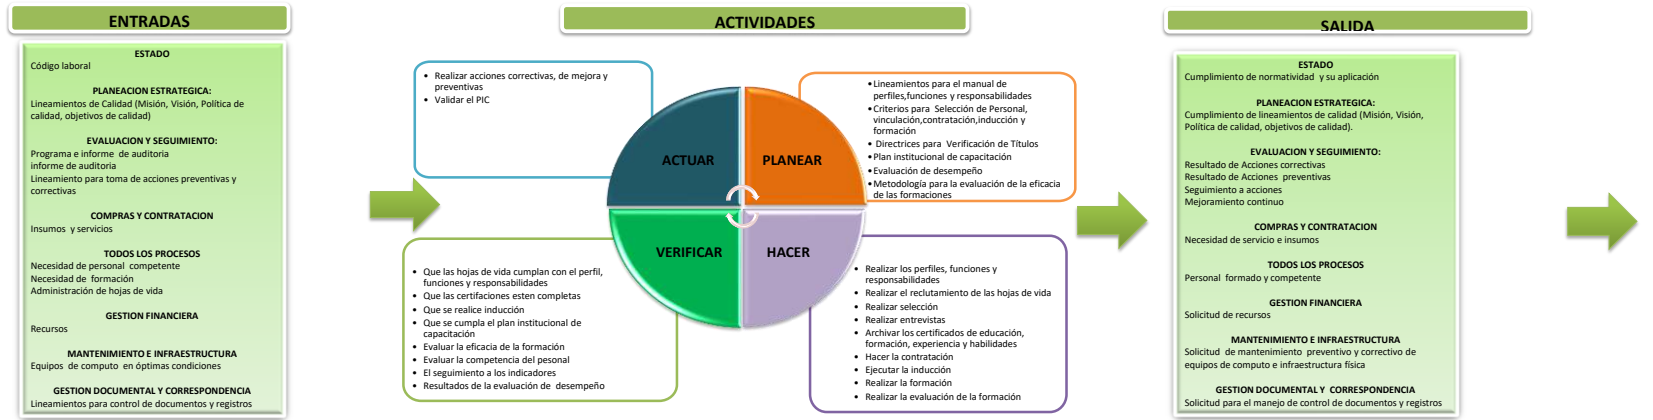 ENTRADAS
ESTADO
Código laboral
PLANEACION ESTRATEGICA:
Lineamientos de Calidad (Misión, Visión, Política de
calidad, objetivos de calidad)
EVALUACION Y SEGUIMIENTO:
Programa e informe de auditoria
informe de auditoria
Lineamiento para toma de acciones preventivas y
correctivas
COMPRAS Y CONTRATACION
Insumos y servicios
TODOS LOS PROCESOS
Necesidad de personal competente
Necesidad de formación
Administración de hojas de vida
GESTION FINANCIERA
Recursos
MANTENIMIENTO E INFRAESTRUCTURA
Equipos de computo en óptimas condiciones
GESTION DOCUMENTAL Y CORRESPONDENCIA
Lineamientos para control de documentos y registros
ACTIVIDADES
• Realizar acciones correctivas, de mejora y
preventivas
• Validar el PIC
ACTUAR
PLANEAR
• Lineamientos para el manual de
perfiles,funciones y responsabilidades
• Criterios para Selección de Personal,
vinculación,contratación,inducción y
formación
• Directrices para Verificación de Títulos
• Plan institucional de capacitación
• Evaluación de desempeño
• Metodología para la evaluación de la eficacia
de las formaciones
VERIFICAR
HACER
• Que las hojas de vida cumplan con el perfil,
funciones y responsabilidades
• Que las certifaciones esten completas
• Que se realice inducción
• Que se cumpla el plan institucional de
capacitación
• Evaluar la eficacia de la formación
• Evaluar la competencia del pesonal
• El seguimiento a los indicadores
• Resultados de la evaluación de desempeño
• Realizar los perfiles, funciones y
responsabilidades
• Realizar el reclutamiento de las hojas de vida
• Realizar selección
• Realizar entrevistas
• Archivar los certificados de educación,
formación, experiencia y habilidades
• Hacer la contratación
• Ejecutar la inducción
• Realizar la formación
• Realizar la evaluación de la formación
SALIDA
ESTADO
Cumplimiento de normatividad y su aplicación
PLANEACION ESTRATEGICA:
Cumplimiento de lineamientos de calidad (Misión, Visión,
Política de calidad, objetivos de calidad).
EVALUACION Y SEGUIMIENTO:
Resultado de Acciones correctivas
Resultado de Acciones preventivas
Seguimiento a acciones
Mejoramiento continuo
COMPRAS Y CONTRATACION
Necesidad de servicio e insumos
TODOS LOS PROCESOS
Personal formado y competente
GESTION FINANCIERA
Solicitud de recursos
MANTENIMIENTO E INFRAESTRUCTURA
Solicitud de mantenimiento preventivo y correctivo de
equipos de computo e infraestructura física
GESTION DOCUMENTAL Y CORRESPONDENCIA
Solicitud para el manejo de control de documentos y registros